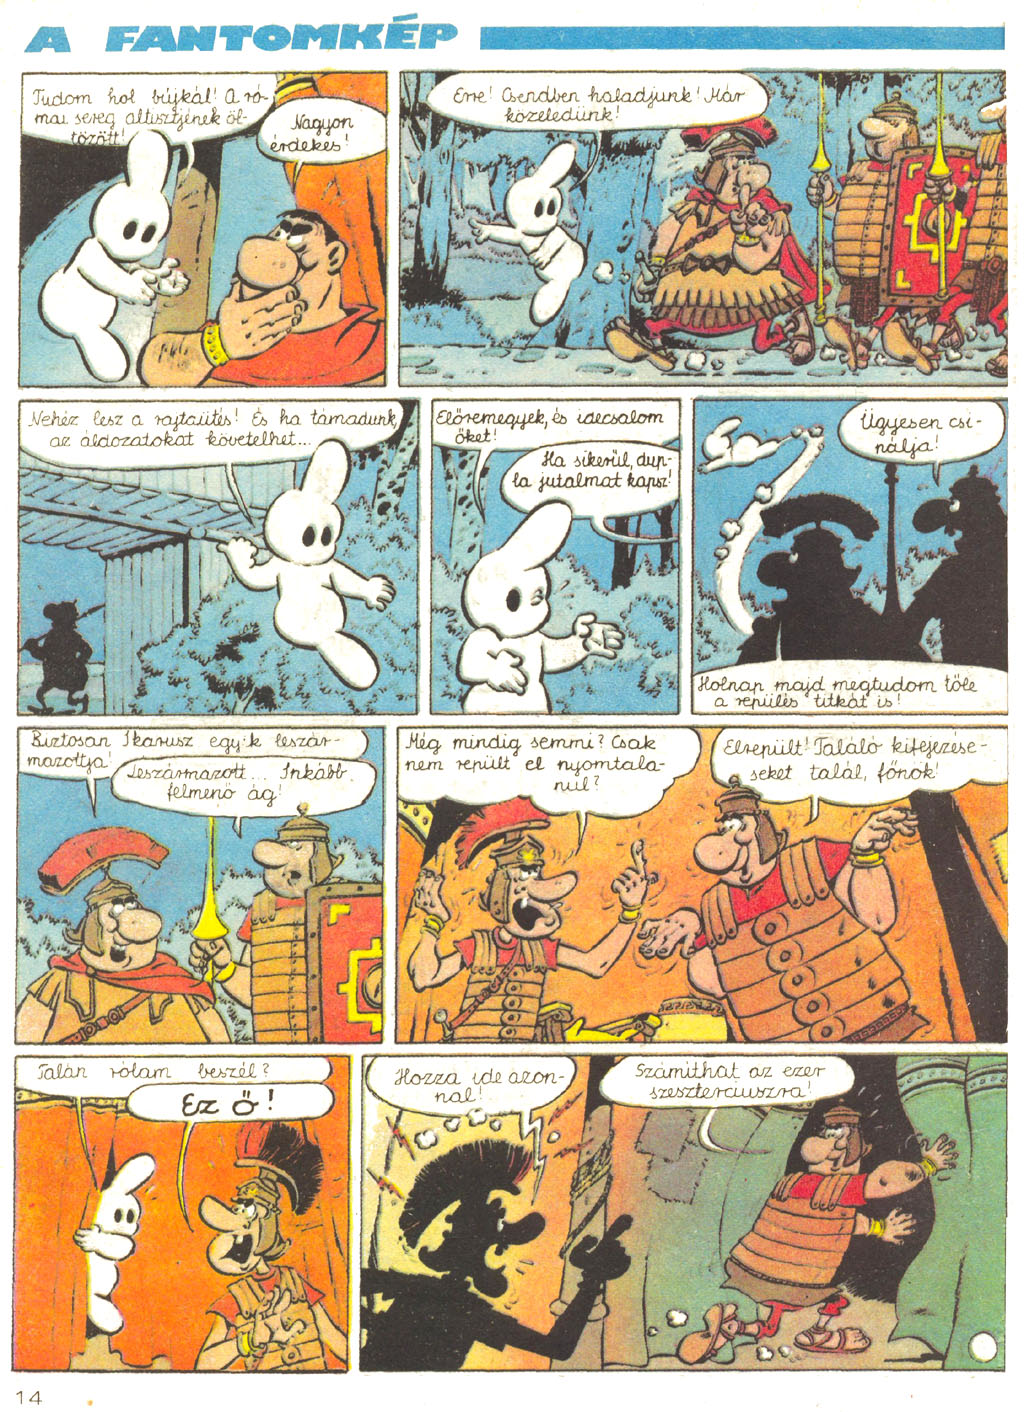 A FANTOMKÉP
Tudom hol bújkál! A ró-
mai sereg altisztjének öl-
tözött!
Nagyon
érdekes!
Erre! Csendben haladjunk! Már
közeledünk!
Nehéz lesz a rajtaütés! És ha támadunk,
az áldozatokat követelhet...
Előremegyek, és idecsalom
őket!
Ha sikerül, dup-
la jutalmat kapsz!
Ügyesen csi-
nálja!
Holnap majd megtudom tőle
a repülés titkát is!
Biztosan Ikarusz egyik leszár-
mazottja!
Leszármazott... Inkább
felmenő ág!
Még mindig semmi? Csak
nem repült el nyomtala-
nul?
Elrepült! Találó kifejezése-
seket talál, főnök!
Talán rólam beszél?
Ez ő!
Hozza ide azon-
nal!
Számíthat az ezer
szeszterciuszra!
14